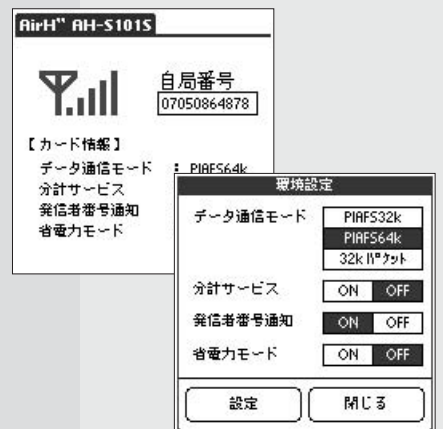 AirH" AH-S101S
自局番号
07050864878
【カード情報】
データ通信モード : PIAFS64k
分計サービス
発信者番号通知
省電力モード
環境設定
データ通信モード
PIAFS32k
PIAFS64k
32kパケット
分計サービス ON OFF
発信者番号通知 ON OFF
省電力モード ON OFF
設定 閉じる